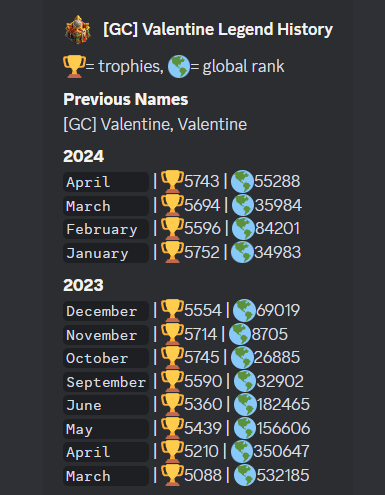 [GC] Valentine Legend History
🏆= trophies, 🌎= global rank
Previous Names
[GC] Valentine, Valentine
2024
April | 🏆5743 | 🌎55288
March | 🏆5694 | 🌎35984
February | 🏆5596 | 🌎84201
January | 🏆5752 | 🌎34983
2023
December | 🏆5554 | 🌎69019
November | 🏆5714 | 🌎8705
October | 🏆5745 | 🌎26885
September | 🏆5590 | 🌎32902
June | 🏆5360 | 🌎182465
May | 🏆5439 | 🌎156606
April | 🏆5210 | 🌎350647
March | 🏆5088 | 🌎532185